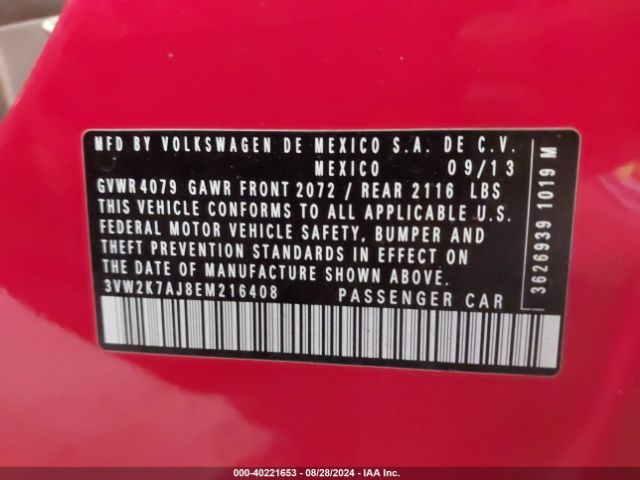 MFD BY VOLKSWAGEN DE MEXICO S.A. DE C.V.
MEXICO 09/13
GVWR 4079 GAWR FRONT 2072 / REAR 2116 LBS
THIS VEHICLE CONFORMS TO ALL APPLICABLE U.S.
FEDERAL MOTOR VEHICLE SAFETY, BUMPER AND
THEFT PREVENTION STANDARDS IN EFFECT ON
THE DATE OF MANUFACTURE SHOWN ABOVE.
3VW2K7AJ8EM216408 PASSENGER CAR
3626939 1019 M
000-40221653 - 08/28/2024 - IAA Inc.